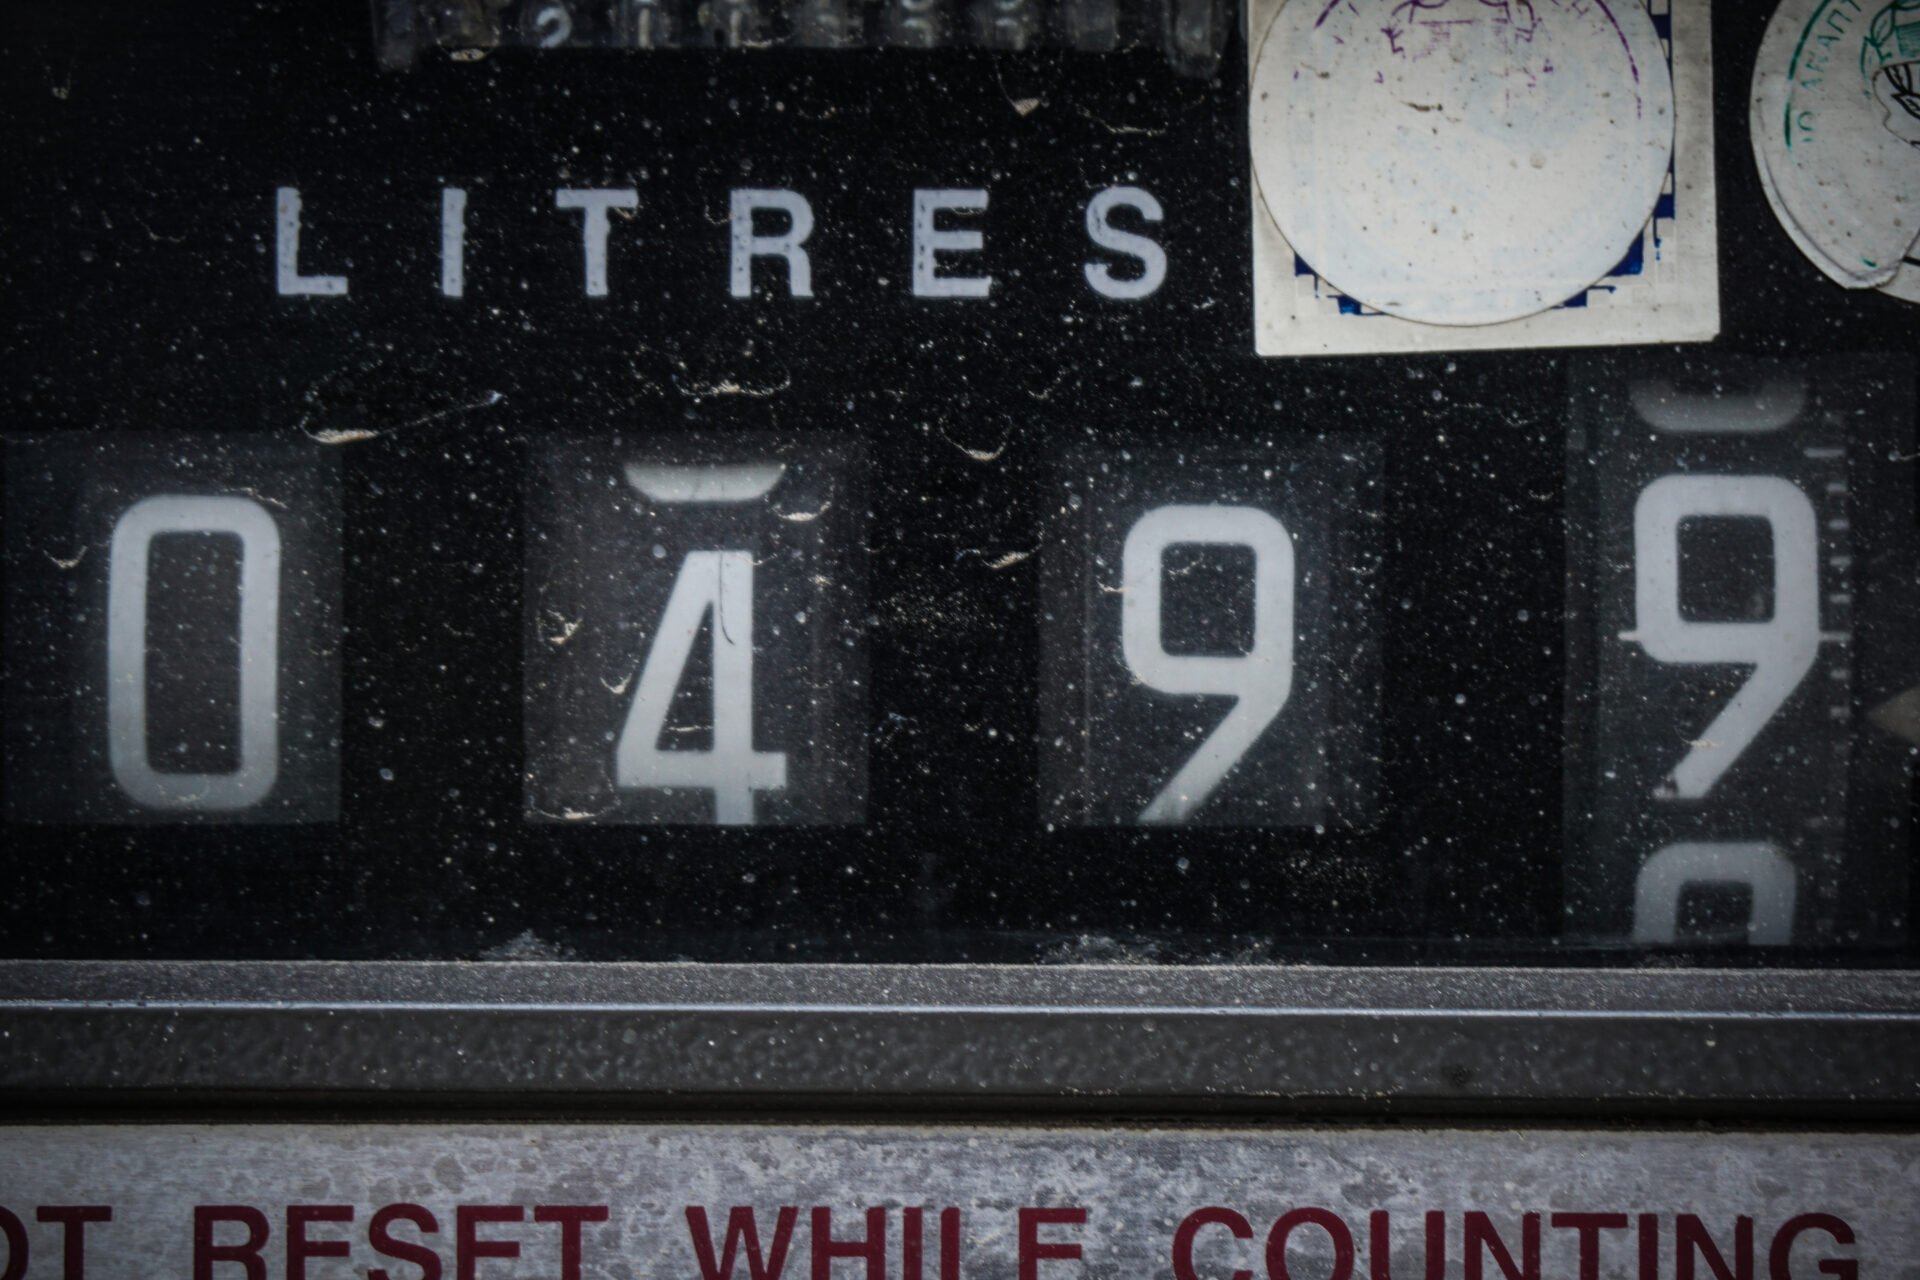 LITRES
0 4 9 9
OT RESET WHILE COUNTING